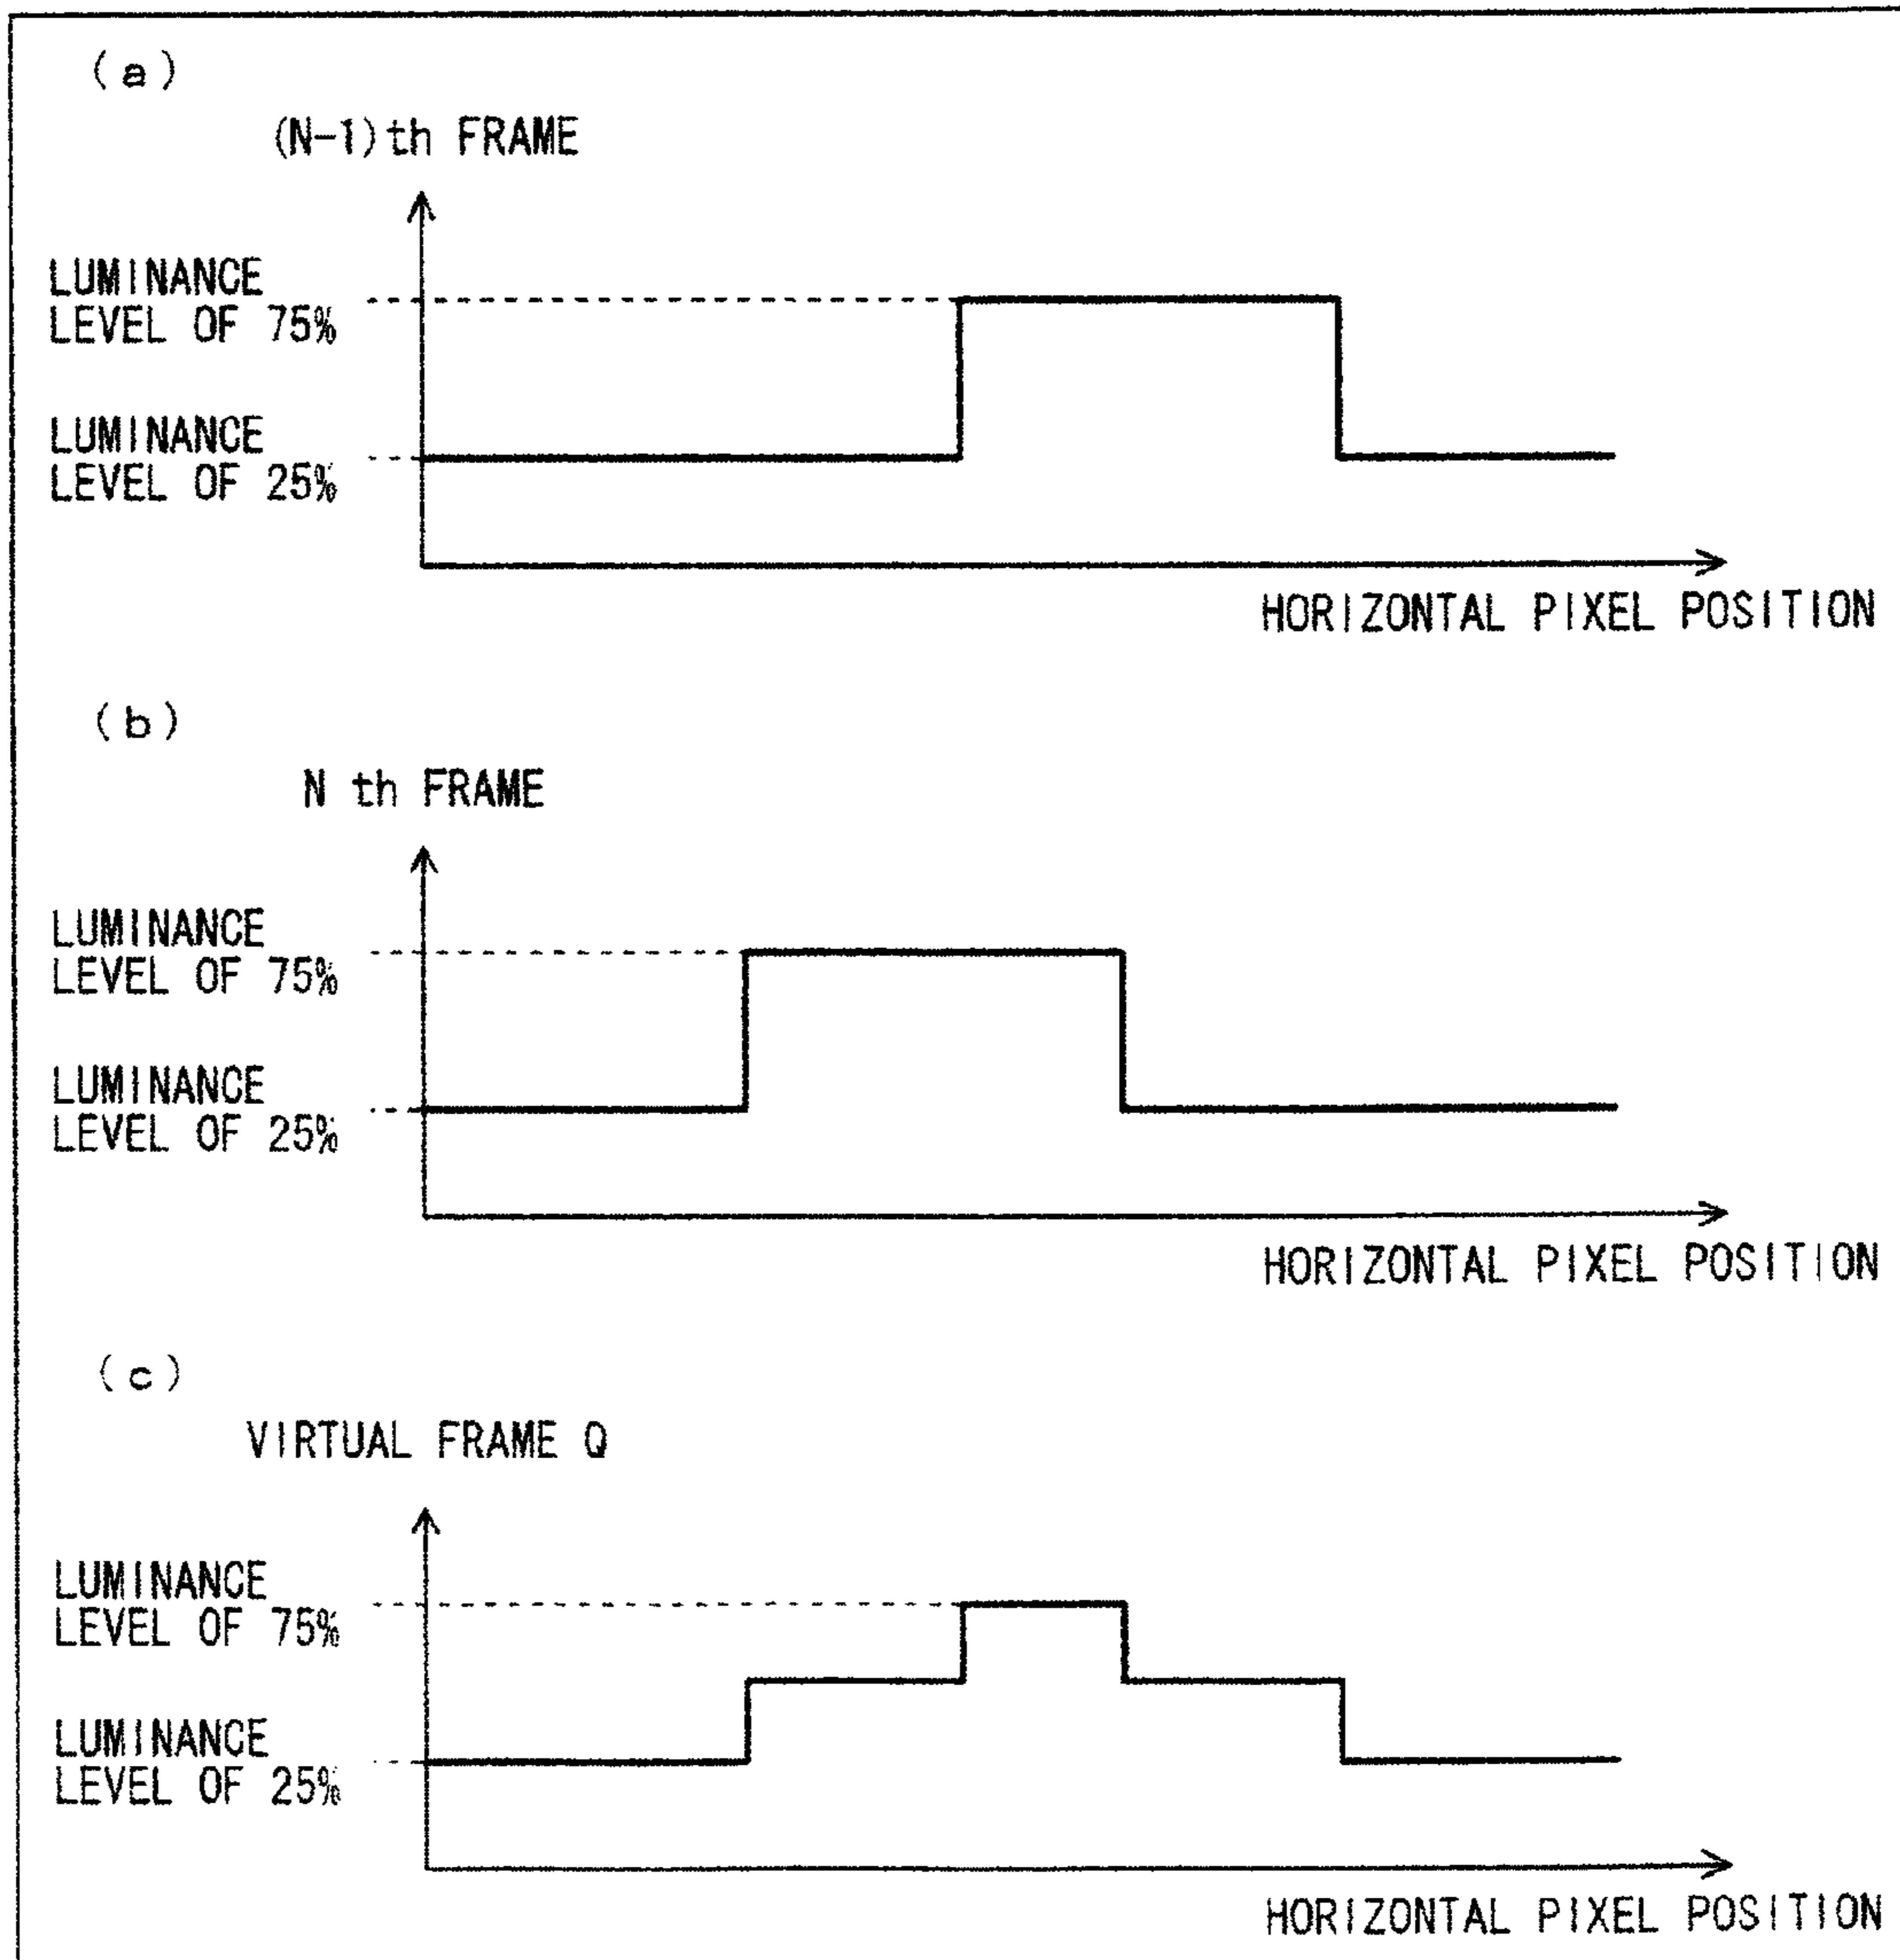 (a)
(N-1)th FRAME
LUMINANCE
LEVEL OF 75%
LUMINANCE
LEVEL OF 25%
HORIZONTAL PIXEL POSITION
(b)
N th FRAME
LUMINANCE
LEVEL OF 75%
LUMINANCE
LEVEL OF 25%
HORIZONTAL PIXEL POSITION
(c)
VIRTUAL FRAME Q
LUMINANCE
LEVEL OF 75%
LUMINANCE
LEVEL OF 25%
HORIZONTAL PIXEL POSITION